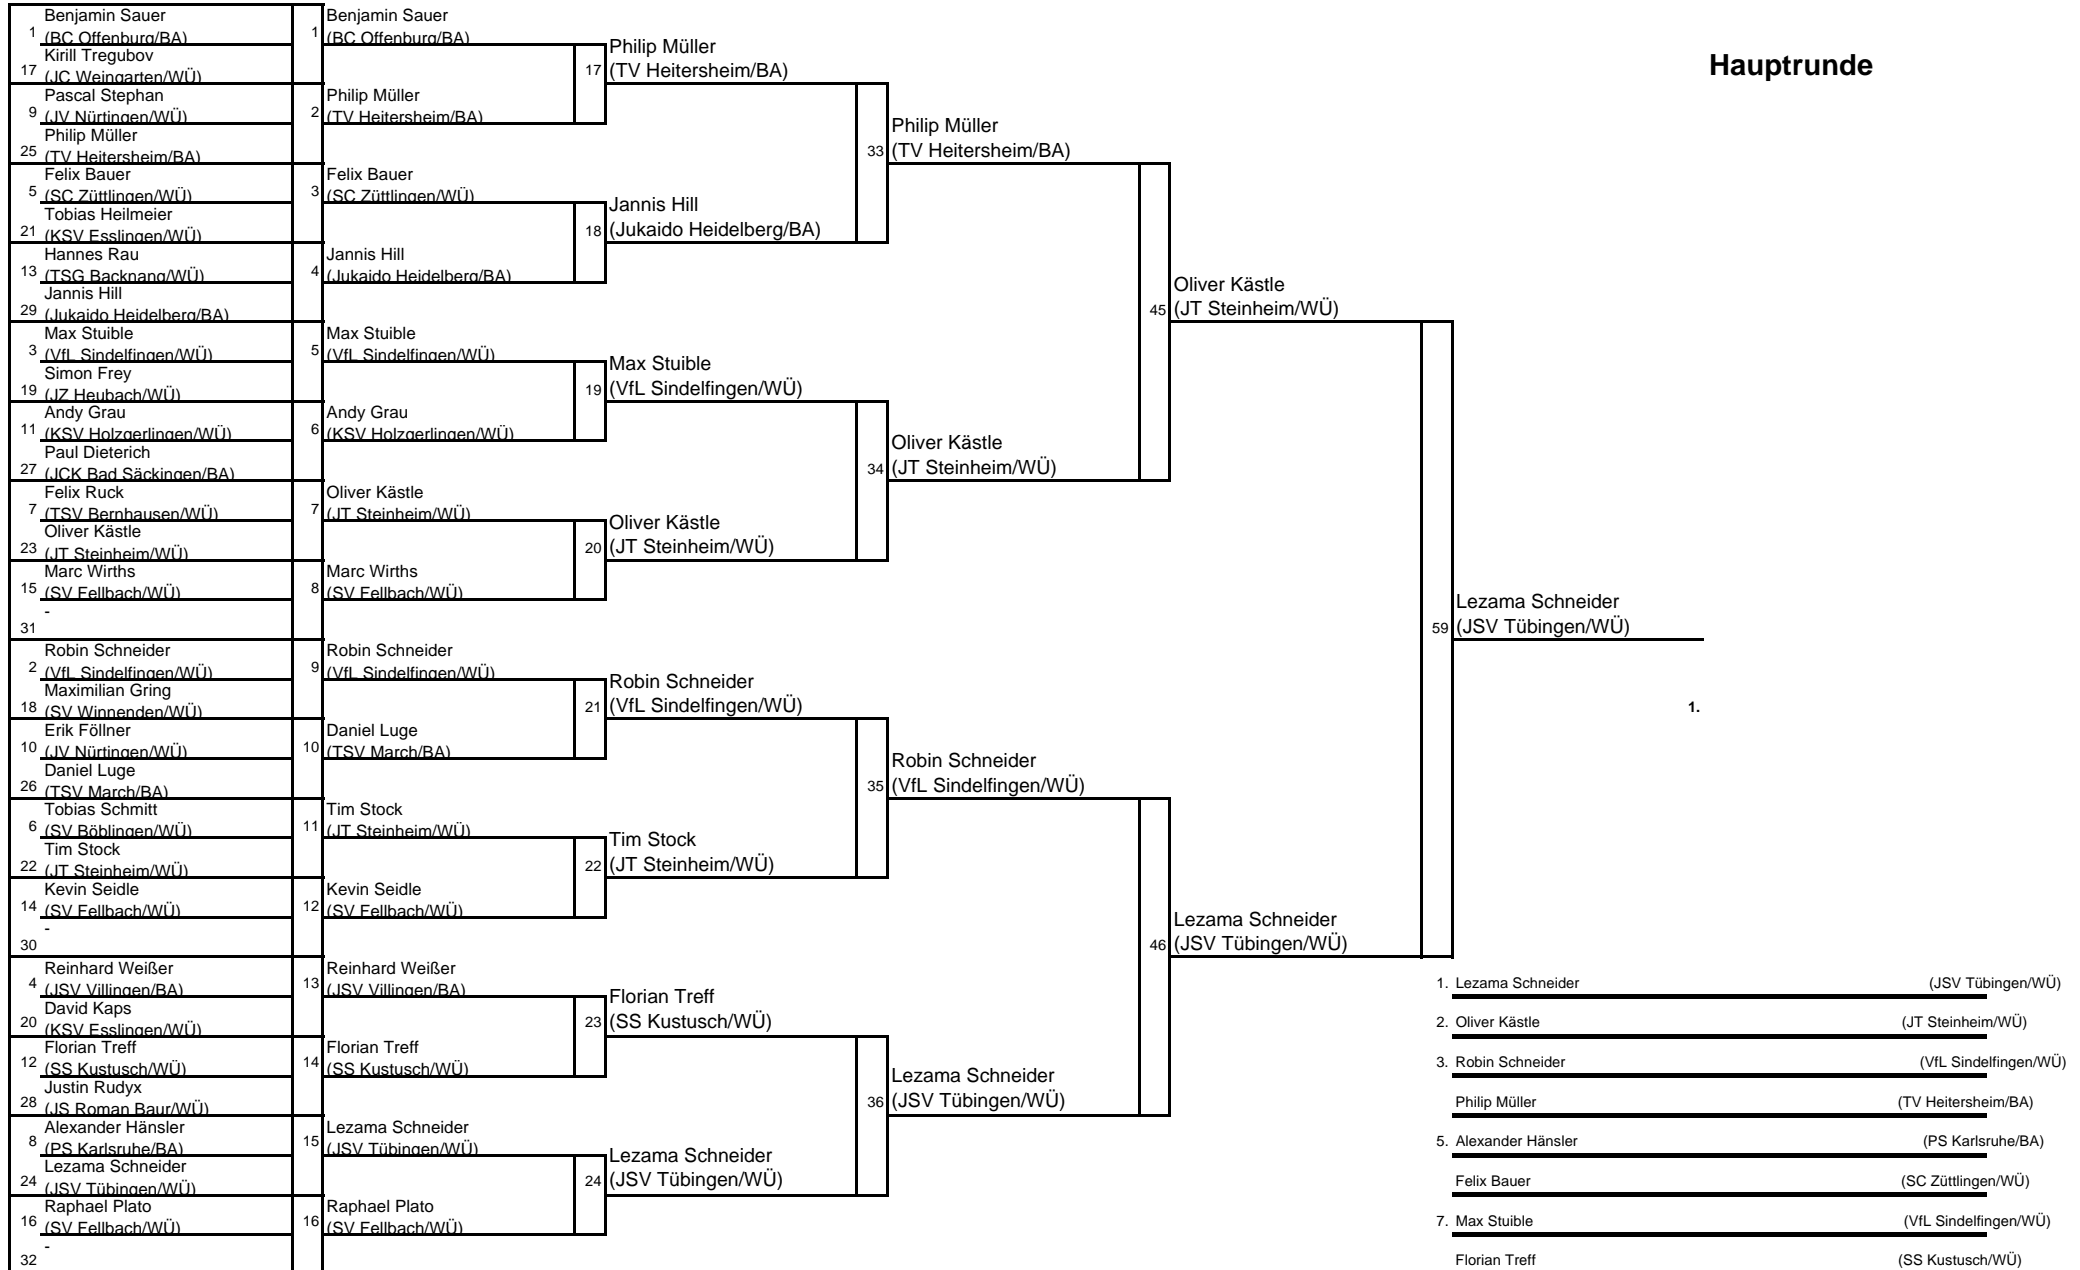 Hauptrunde
1 Benjamin Sauer
(BC Offenburg/BA)
17 Kirill Tregubov
(JC Weingarten/WÜ)
9 Pascal Stephan
(JV Nürtingen/WÜ)
25 Philip Müller
(TV Heitersheim/BA)
5 Felix Bauer
(SC Züttlingen/WÜ)
21 Tobias Heilmeier
(KSV Esslingen/WÜ)
13 Hannes Rau
(TSG Backnang/WÜ)
29 Jannis Hill
(Jukaido Heidelberg/BA)
3 Max Stuible
(VfL Sindelfingen/WÜ)
19 Simon Frey
(JZ Heubach/WÜ)
11 Andy Grau
(KSV Holzgerlingen/WÜ)
27 Paul Dieterich
(JCK Bad Säckingen/BA)
7 Felix Ruck
(TSV Bernhausen/WÜ)
23 Oliver Kästle
(JT Steinheim/WÜ)
15 Marc Wirths
(SV Fellbach/WÜ)
31 -
2 Robin Schneider
(VfL Sindelfingen/WÜ)
18 Maximilian Gring
(SV Winnenden/WÜ)
10 Erik Föllner
(JV Nürtingen/WÜ)
26 Daniel Luge
(TSV March/BA)
6 Tobias Schmitt
(SV Böblingen/WÜ)
22 Tim Stock
(JT Steinheim/WÜ)
14 Kevin Seidle
(SV Fellbach/WÜ)
30 -
4 Reinhard Weißer
(JSV Villingen/BA)
20 David Kaps
(KSV Esslingen/WÜ)
12 Florian Treff
(SS Kustusch/WÜ)
28 Justin Rudyx
(JS Roman Baur/WÜ)
8 Alexander Hänsler
(PS Karlsruhe/BA)
24 Lezama Schneider
(JSV Tübingen/WÜ)
16 Raphael Plato
(SV Fellbach/WÜ)
32 -
1 Benjamin Sauer
(BC Offenburg/BA)
2 Philip Müller
(TV Heitersheim/BA)
3 Felix Bauer
(SC Züttlingen/WÜ)
4 Jannis Hill
(Jukaido Heidelberg/BA)
5 Max Stuible
(VfL Sindelfingen/WÜ)
6 Andy Grau
(KSV Holzgerlingen/WÜ)
7 Oliver Kästle
(JT Steinheim/WÜ)
8 Marc Wirths
(SV Fellbach/WÜ)
9 Robin Schneider
(VfL Sindelfingen/WÜ)
10 Daniel Luge
(TSV March/BA)
11 Tim Stock
(JT Steinheim/WÜ)
12 Kevin Seidle
(SV Fellbach/WÜ)
13 Reinhard Weißer
(JSV Villingen/BA)
14 Florian Treff
(SS Kustusch/WÜ)
15 Lezama Schneider
(JSV Tübingen/WÜ)
16 Raphael Plato
(SV Fellbach/WÜ)
17 Philip Müller
(TV Heitersheim/BA)
18 Jannis Hill
(Jukaido Heidelberg/BA)
19 Max Stuible
(VfL Sindelfingen/WÜ)
20 Oliver Kästle
(JT Steinheim/WÜ)
21 Robin Schneider
(VfL Sindelfingen/WÜ)
22 Tim Stock
(JT Steinheim/WÜ)
23 Florian Treff
(SS Kustusch/WÜ)
24 Lezama Schneider
(JSV Tübingen/WÜ)
33 Philip Müller
(TV Heitersheim/BA)
34 Oliver Kästle
(JT Steinheim/WÜ)
35 Robin Schneider
(VfL Sindelfingen/WÜ)
36 Lezama Schneider
(JSV Tübingen/WÜ)
45 Oliver Kästle
(JT Steinheim/WÜ)
46 Lezama Schneider
(JSV Tübingen/WÜ)
59 Lezama Schneider
(JSV Tübingen/WÜ)
1.
1. Lezama Schneider (JSV Tübingen/WÜ)
2. Oliver Kästle (JT Steinheim/WÜ)
3. Robin Schneider (VfL Sindelfingen/WÜ)
Philip Müller (TV Heitersheim/BA)
5. Alexander Hänsler (PS Karlsruhe/BA)
Felix Bauer (SC Züttlingen/WÜ)
7. Max Stuible (VfL Sindelfingen/WÜ)
Florian Treff (SS Kustusch/WÜ)